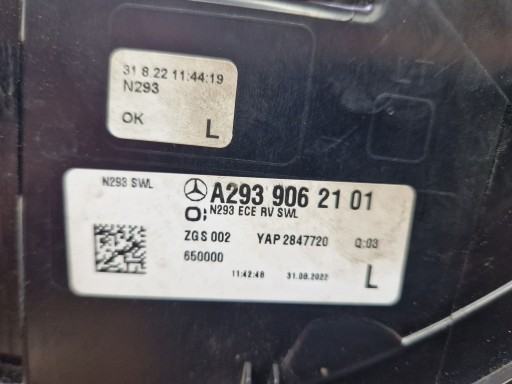 31 8.22 11:44:19
N293
OK L
N293 SWL A293 906 21 01
N293 ECE RV SWL
ZGS 002 YAP 2847720 Q:03
650000
11:42:48 31.08.2022 L